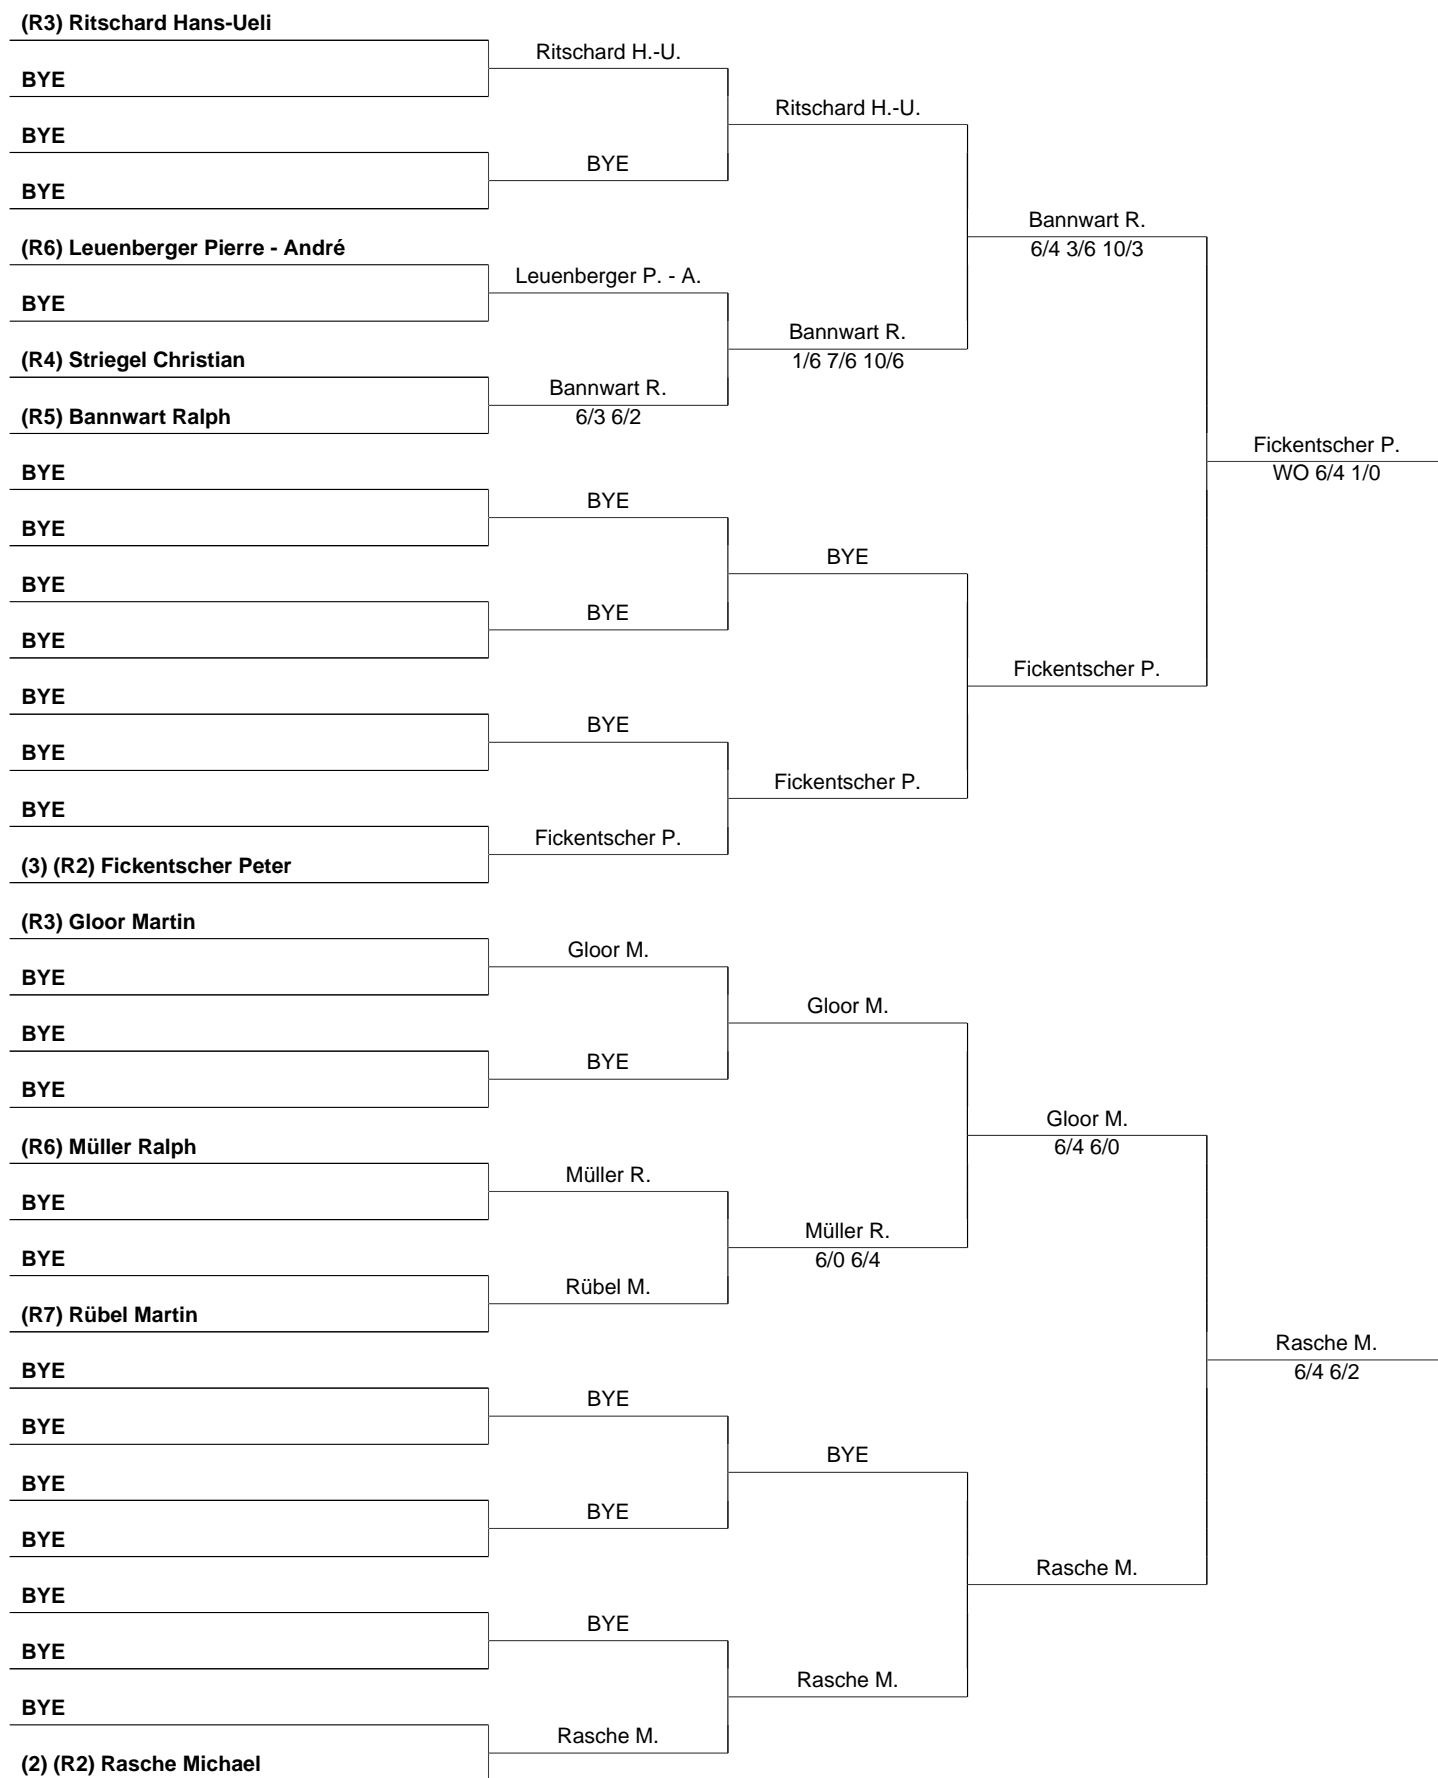 (R3) Ritschard Hans-Ueli
Ritschard H.-U.
BYE
Ritschard H.-U.
BYE
BYE
BYE
Bannwart R.
6/4 3/6 10/3
(R6) Leuenberger Pierre - André
Leuenberger P. - A.
BYE
Bannwart R.
1/6 7/6 10/6
(R4) Striegel Christian
Bannwart R.
6/3 6/2
(R5) Bannwart Ralph
Fickentscher P.
WO 6/4 1/0
BYE
BYE
BYE
BYE
BYE
BYE
BYE
Fickentscher P.
BYE
BYE
BYE
Fickentscher P.
BYE
Fickentscher P.
(3) (R2) Fickentscher Peter
(R3) Gloor Martin
Gloor M.
BYE
Gloor M.
BYE
BYE
BYE
Gloor M.
6/4 6/0
(R6) Müller Ralph
Müller R.
BYE
Müller R.
6/0 6/4
BYE
Rübel M.
(R7) Rübel Martin
Rasche M.
6/4 6/2
BYE
BYE
BYE
BYE
BYE
BYE
BYE
Rasche M.
BYE
BYE
BYE
Rasche M.
BYE
Rasche M.
(2) (R2) Rasche Michael